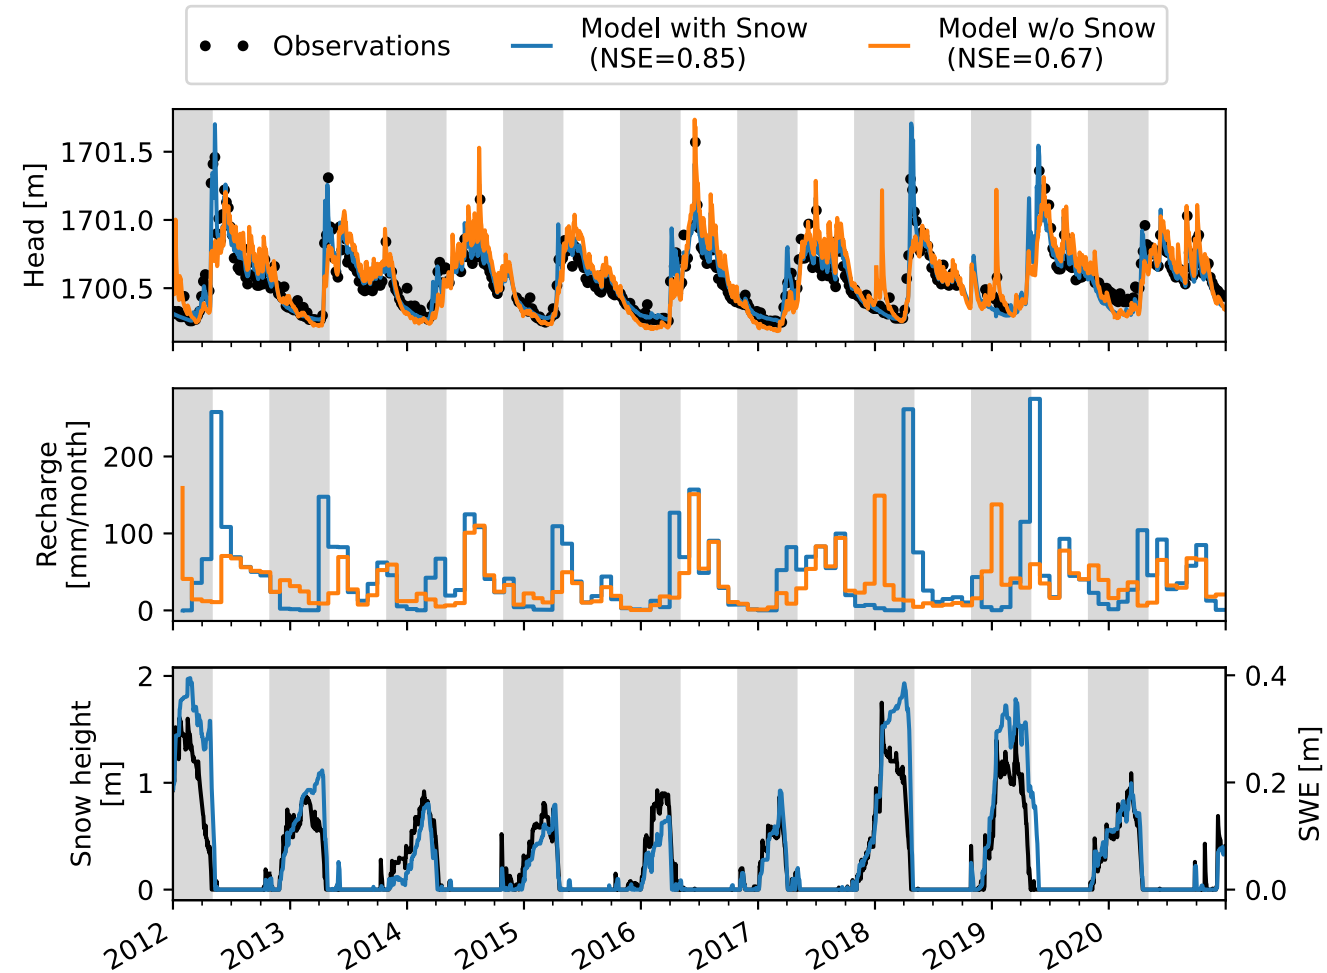 Observations
Model with Snow
(NSE=0.85)
Model w/o Snow
(NSE=0.67)
Head [m]
1701.5
1701.0
1700.5
Recharge
[mm/month]
200
100
0
Snow height
[m]
2
1
0
SWE [m]
0.4
0.2
0.0
2012
2013
2014
2015
2016
2017
2018
2019
2020